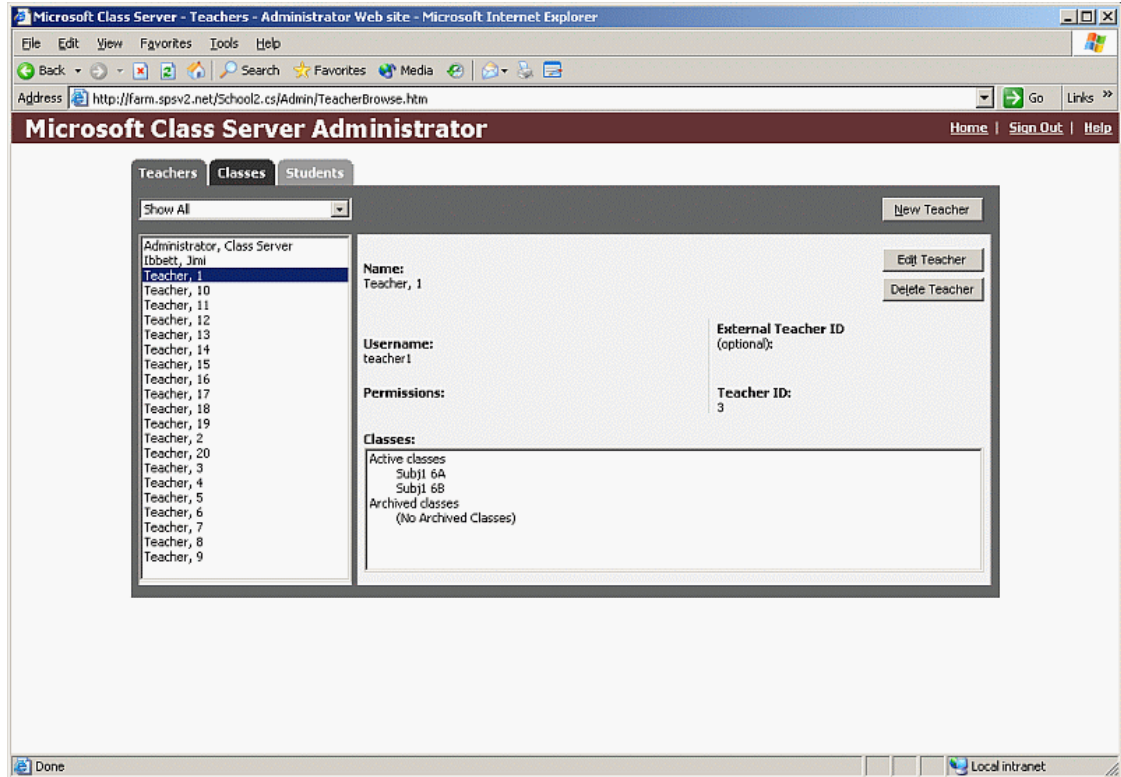 Microsoft Class Server - Teachers - Administrator Web site - Microsoft Internet Explorer
File Edit View Favorites Tools Help
Back Search Favorites Media
Address http://farm.spsv2.net/School2.cs/Admin/TeacherBrowse.htm Go Links »
Microsoft Class Server Administrator
Home | Sign Out | Help
Teachers Classes Students
Show All
New Teacher
Administrator, Class Server
Ibbett, Jimi
Teacher, 1
Teacher, 10
Teacher, 11
Teacher, 12
Teacher, 13
Teacher, 14
Teacher, 15
Teacher, 16
Teacher, 17
Teacher, 18
Teacher, 19
Teacher, 2
Teacher, 20
Teacher, 3
Teacher, 4
Teacher, 5
Teacher, 6
Teacher, 7
Teacher, 8
Teacher, 9
Name:
Teacher, 1
Edit Teacher
Delete Teacher
Username:
teacher1
External Teacher ID
(optional):
Permissions:
Teacher ID:
3
Classes:
Active classes
Subj1 6A
Subj1 6B
Archived classes
(No Archived Classes)
Done
Local intranet